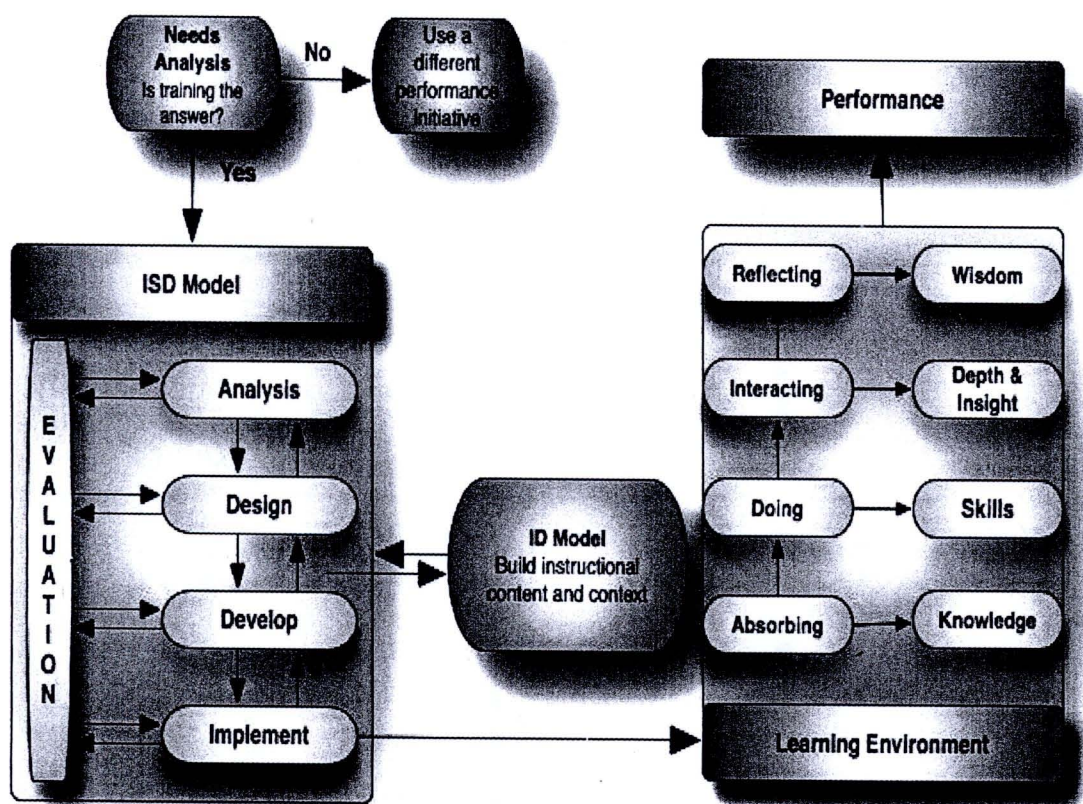 Needs
Analysis
Is training the
answer?
No
Use a
different
performance
Initiative
Yes
Performance
ISD Model
EVALUATION
Analysis
Design
Develop
Implement
ID Model
Build instructional
content and context
Reflecting
Wisdom
Interacting
Depth &
Insight
Doing
Skills
Absorbing
Knowledge
Learning Environment